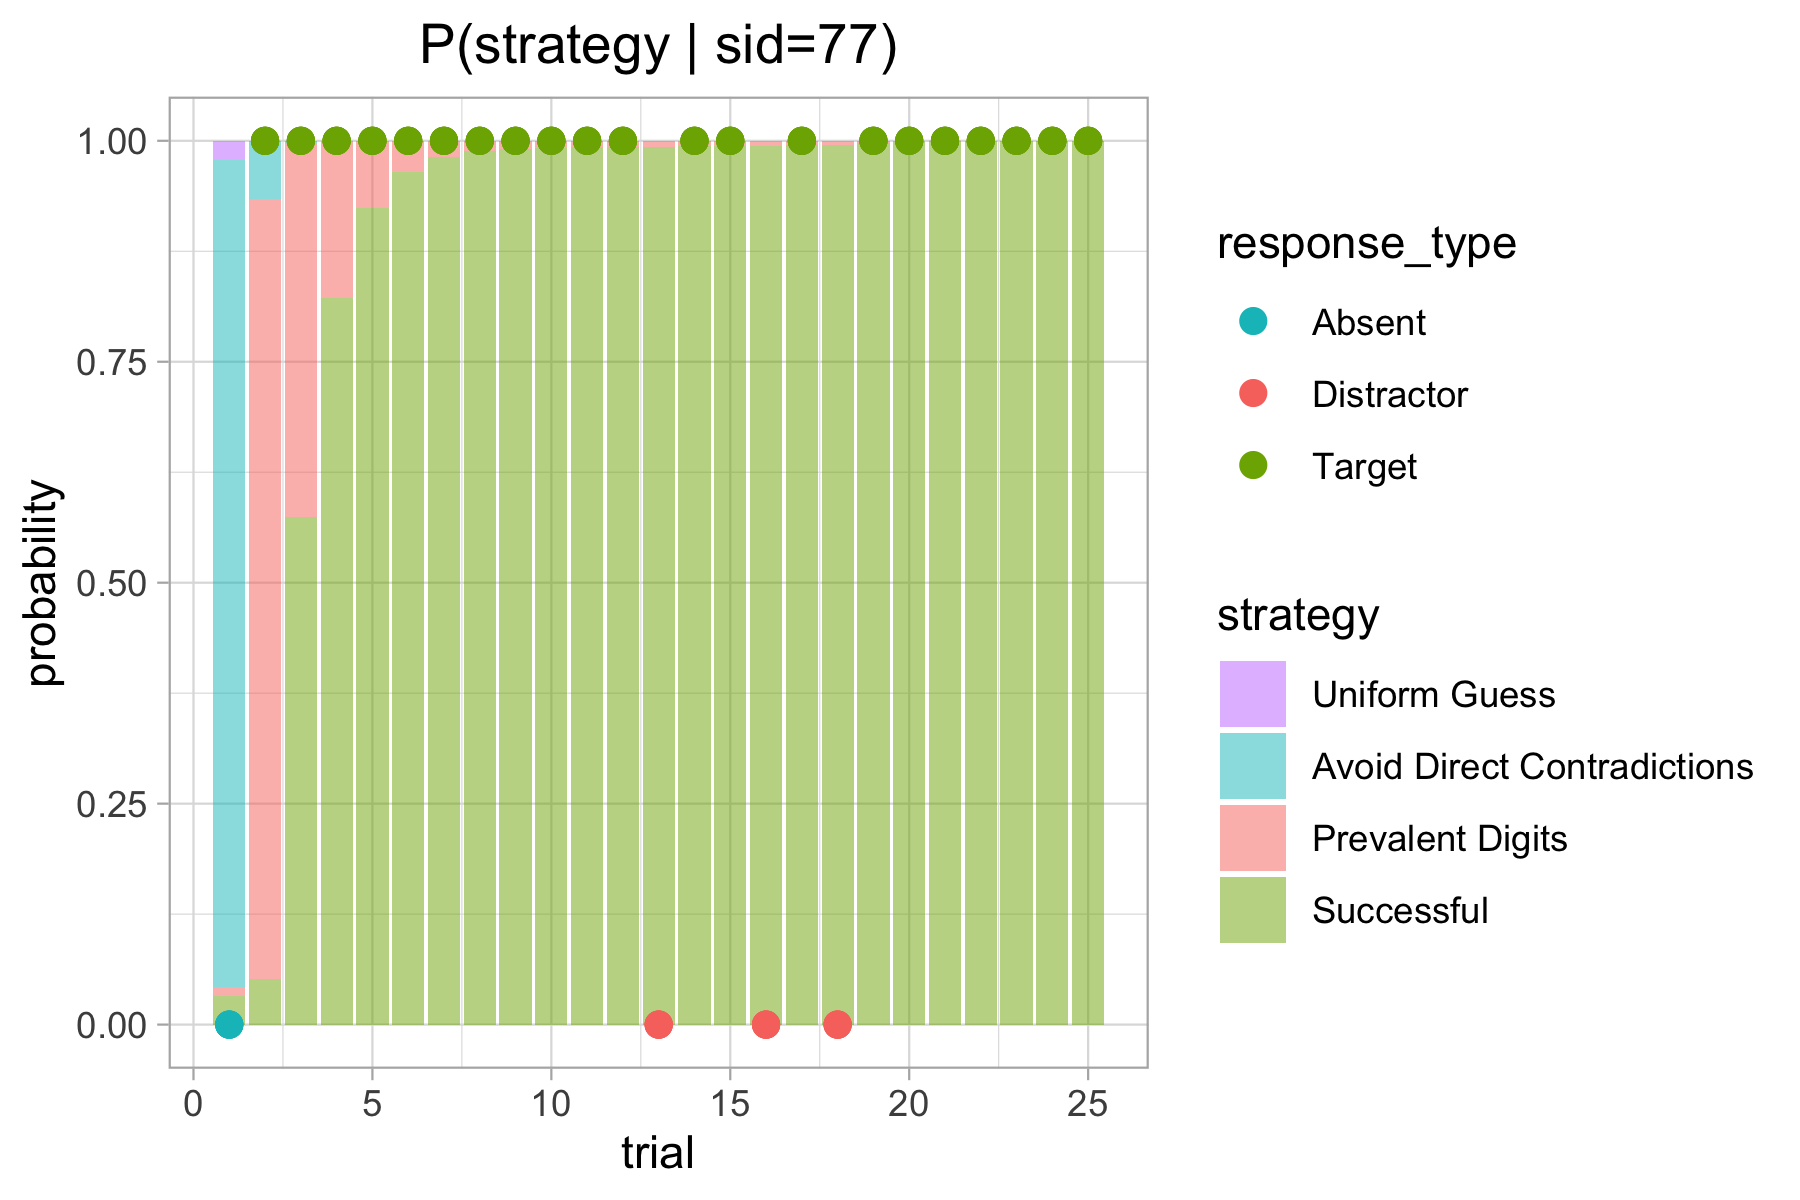 P(strategy | sid=77)
1.00
0.75
0.50
0.25
0.00
probability
0 5 10 15 20 25
trial
response_type
Absent
Distractor
Target
strategy
Uniform Guess
Avoid Direct Contradictions
Prevalent Digits
Successful